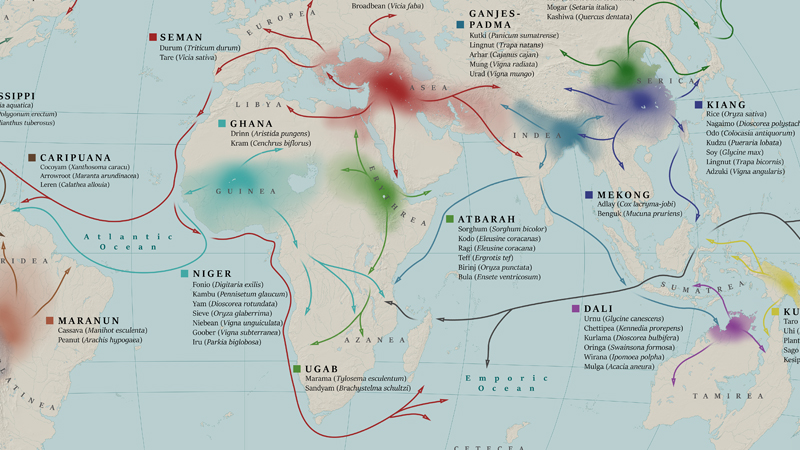 Broadbean (Vicia faba)
GANJES-
PADMA
Kutki (Panicum sumatrense)
Lingnut (Trapa natans)
Arhar (Cajanus cajan)
Mung (Vigna radiata)
Urad (Vigna mungo)
Mogar (Setaria italica)
Kashiwa (Quercus dentata)
EUROPEA
SEMAN
Durum (Triticum durum)
Tare (Vicia sativa)
ASEA
SERICA
SSIPPI
ia aquatica)
Polygonum erectum)
lianthus tuberosus)
LIBYA
GHANA
Drinn (Aristida pungens)
Kram (Cenchrus biflorus)
INDEA
KIANG
Rice (Oryza sativa)
Nagaimo (Dioscorea polystach
Odo (Colocasia antiquorum)
Kudzu (Pueraria lobata)
Soy (Glycine max)
Lingnut (Trapa bicornis)
Adzuki (Vigna angularis)
CARIPUANA
Cocoyam (Xanthosoma caracu)
Arrowroot (Maranta arundinacea)
Leren (Calathea allouia)
GUINEA
MEKONG
Adlay (Cox lacryma-jobi)
Benguk (Mucuna pruriens)
Atlantic
Ocean
ATBARAH
Sorghum (Sorghum bicolor)
Kodo (Eleusine coracanas)
Ragi (Eleusine coracana)
Teff (Ergrotis tef)
Birinj (Oryza punctata)
Bula (Ensete ventricosum)
RIDEA
NIGER
Fonio (Digitaria exilis)
Kambu (Pennisetum glaucum)
Yam (Dioscorea rotundata)
Sieve (Oryza glaberrima)
Niebean (Vigna unguiculata)
Goober (Vigna subterranea)
Iru (Parkia biglobosa)
SUMATREA
MARANUN
Cassava (Manihot esculenta)
Peanut (Arachis hypogaea)
DALI
Urnu (Glycine canescens)
Chettipea (Kennedia prorepens)
Kurlama (Dioscorea bulbifera)
Oringa (Swainsona formosa)
Wirana (Ipomoea polpha)
Mulga (Acacia aneura)
KU
Taro
Uhi (
Plant
Sago
Kesip
AZANEA
UGAB
Marama (Tylosema esculentum)
Sandyam (Brachystelma schultzi)
Emporic
Ocean
TAMIREA
LATINEA
CETECEA